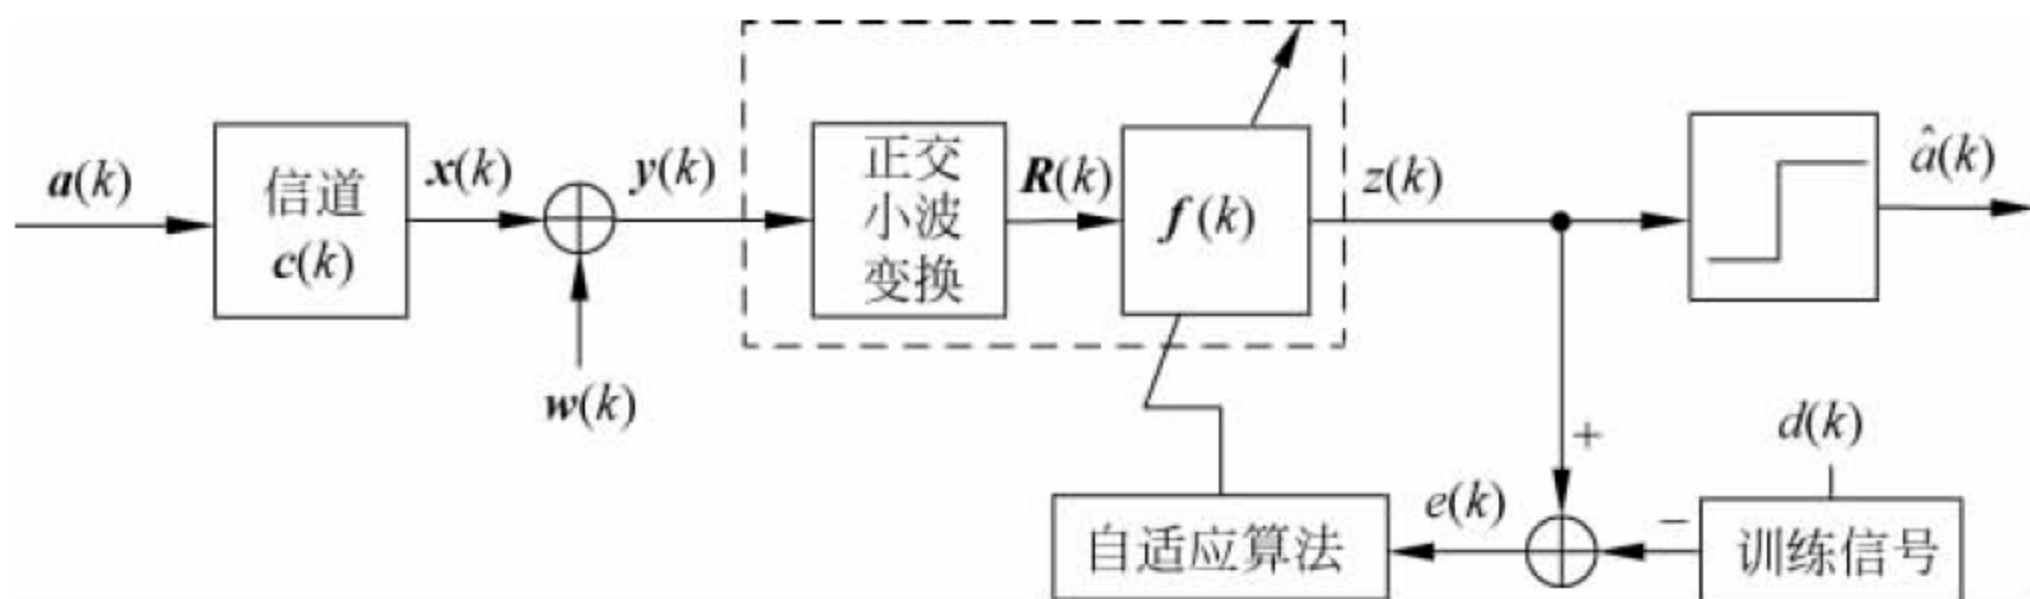 a(k)
信道
c(k)
x(k)
y(k)
w(k)
正交
小波
变换
R(k)
f(k)
z(k)
â(k)
+
d(k)
−
训练信号
e(k)
自适应算法